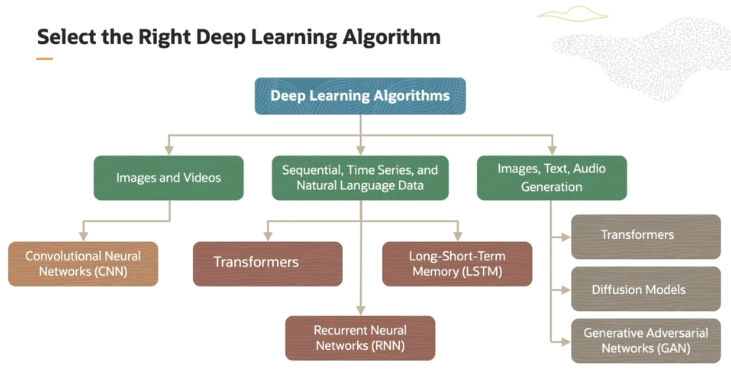 Select the Right Deep Learning Algorithm
Deep Learning Algorithms
Images and Videos
Sequential, Time Series, and
Natural Language Data
Images, Text, Audio
Generation
Convolutional Neural
Networks (CNN)
Transformers
Long-Short-Term
Memory (LSTM)
Recurrent Neural
Networks (RNN)
Transformers
Diffusion Models
Generative Adversarial
Networks (GAN)